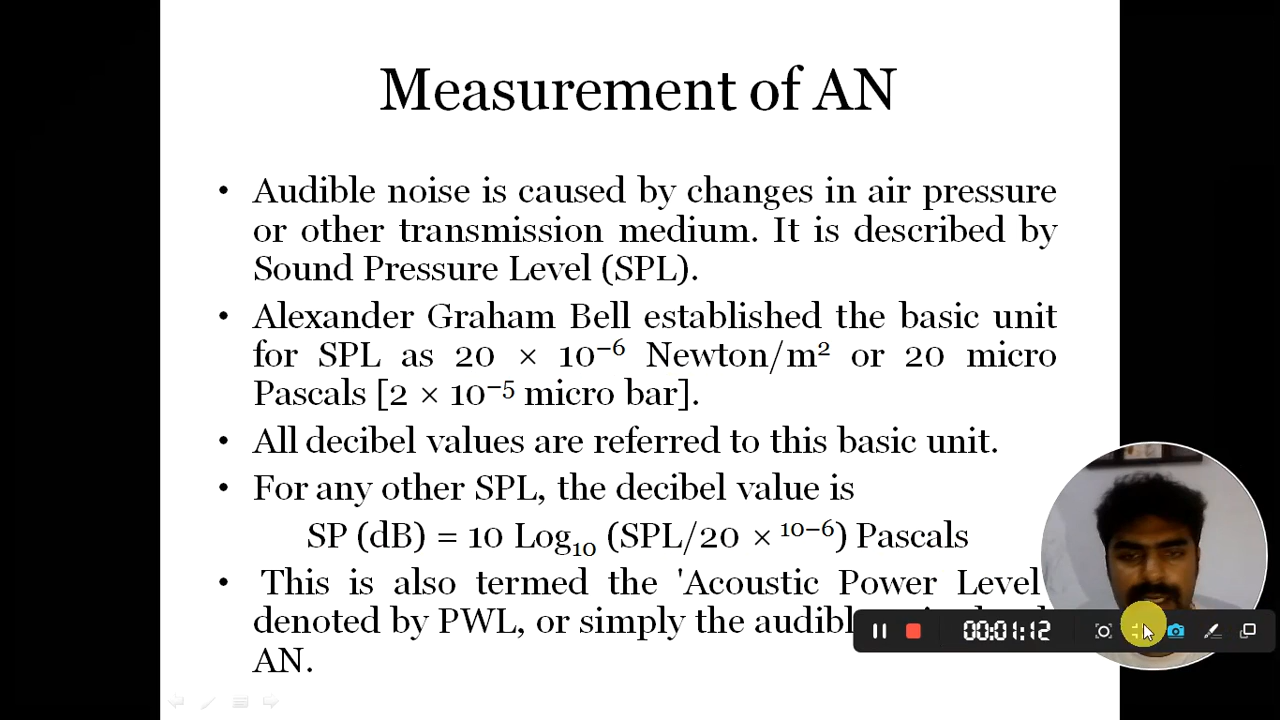 Measurement of AN
• Audible noise is caused by changes in air pressure
or other transmission medium. It is described by
Sound Pressure Level (SPL).
• Alexander Graham Bell established the basic unit
for SPL as 20 × 10⁻⁶ Newton/m² or 20 micro
Pascals [2 × 10⁻⁵ micro bar].
• All decibel values are referred to this basic unit.
• For any other SPL, the decibel value is
SP (dB) = 10 Log₁₀ (SPL/20 × ¹⁰⁻⁶) Pascals
• This is also termed the 'Acoustic Power Level
denoted by PWL, or simply the
AN.
00:01:12